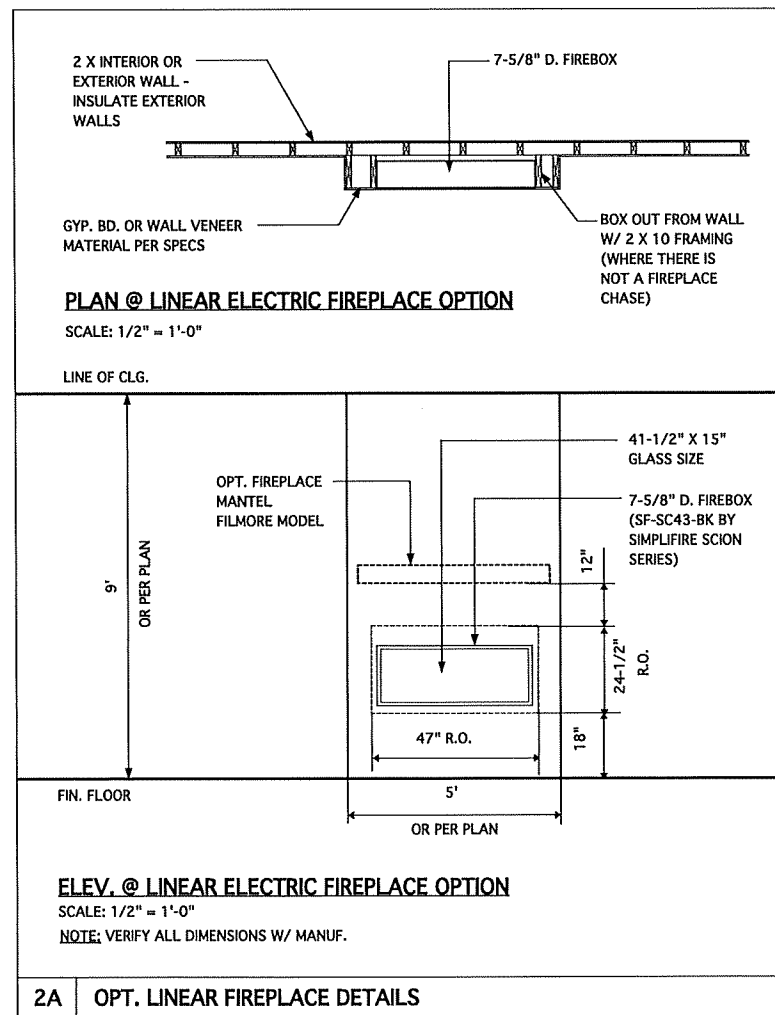 2 X INTERIOR OR
EXTERIOR WALL -
INSULATE EXTERIOR
WALLS
7-5/8" D. FIREBOX
GYP. BD. OR WALL VENEER
MATERIAL PER SPECS
BOX OUT FROM WALL
W/ 2 X 10 FRAMING
(WHERE THERE IS
NOT A FIREPLACE
CHASE)
PLAN @ LINEAR ELECTRIC FIREPLACE OPTION
SCALE: 1/2" = 1'-0"
LINE OF CLG.
41-1/2" X 15"
GLASS SIZE
OPT. FIREPLACE
MANTEL
FILMORE MODEL
7-5/8" D. FIREBOX
(SF-SC43-BK BY
SIMPLIFIRE SCION
SERIES)
12"
9'
OR PER PLAN
24-1/2"
R.O.
47" R.O.
18"
FIN. FLOOR
5'
OR PER PLAN
ELEV. @ LINEAR ELECTRIC FIREPLACE OPTION
SCALE: 1/2" = 1'-0"
NOTE: VERIFY ALL DIMENSIONS W/ MANUF.
2A OPT. LINEAR FIREPLACE DETAILS